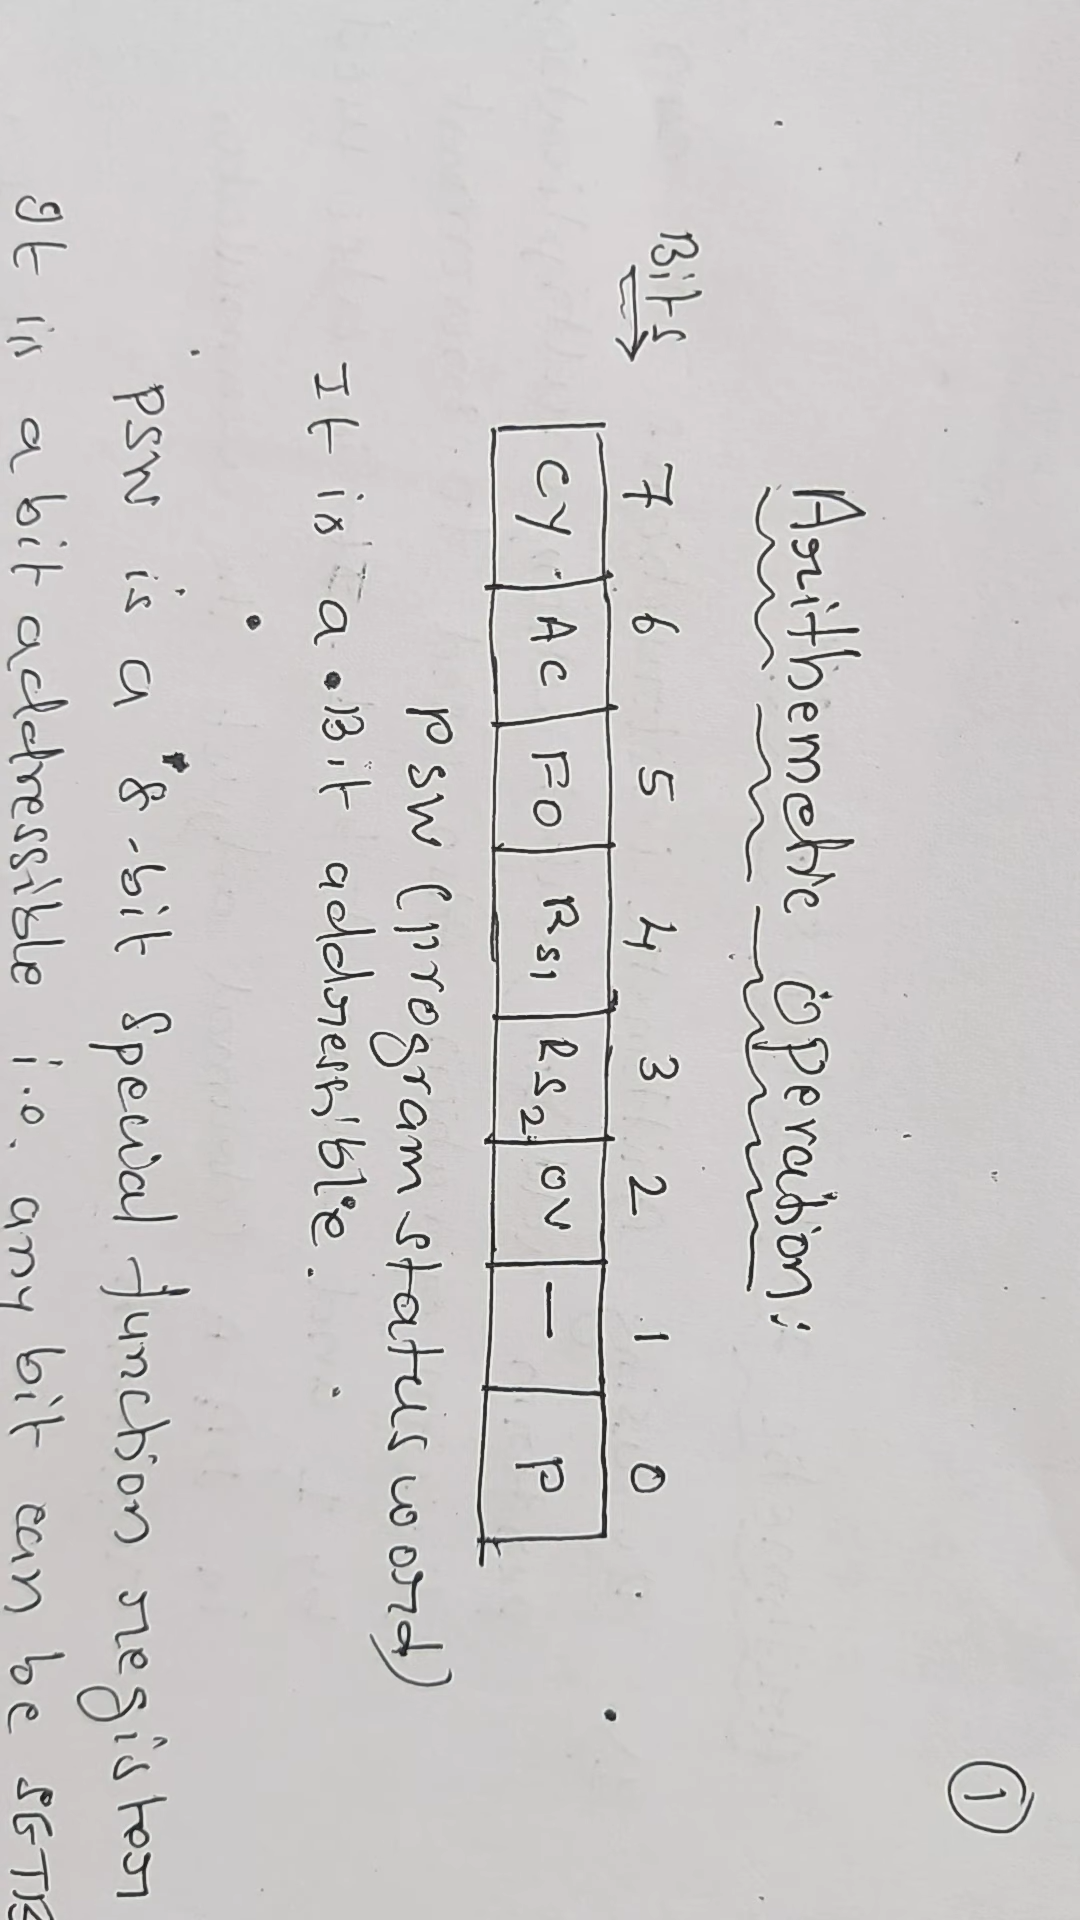 1
Arithemetic operation:
Bits 7 6 5 4 3 2 1 0
CY AC F0 RS1 RS2 OV — P
PSW (program status word)
It is a Bit addressible.
PSW is a 8-bit special function register
It is a bit addressible i.e. any bit can be SETB